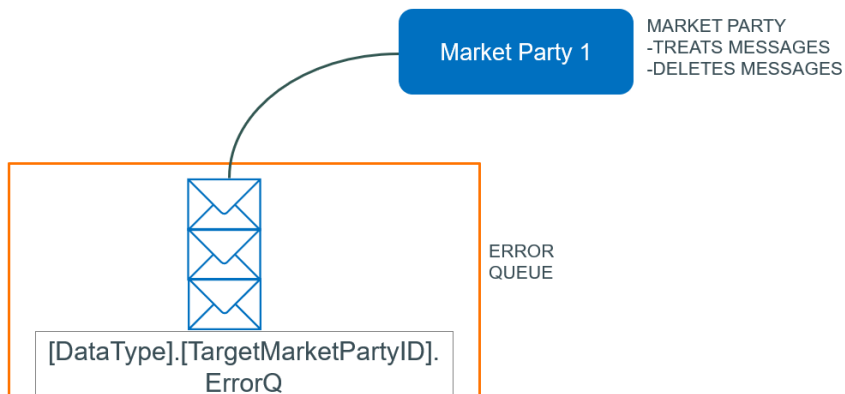 Market Party 1
MARKET PARTY
-TREATS MESSAGES
-DELETES MESSAGES
ERROR
QUEUE
[DataType].[TargetMarketPartyID].
ErrorQ